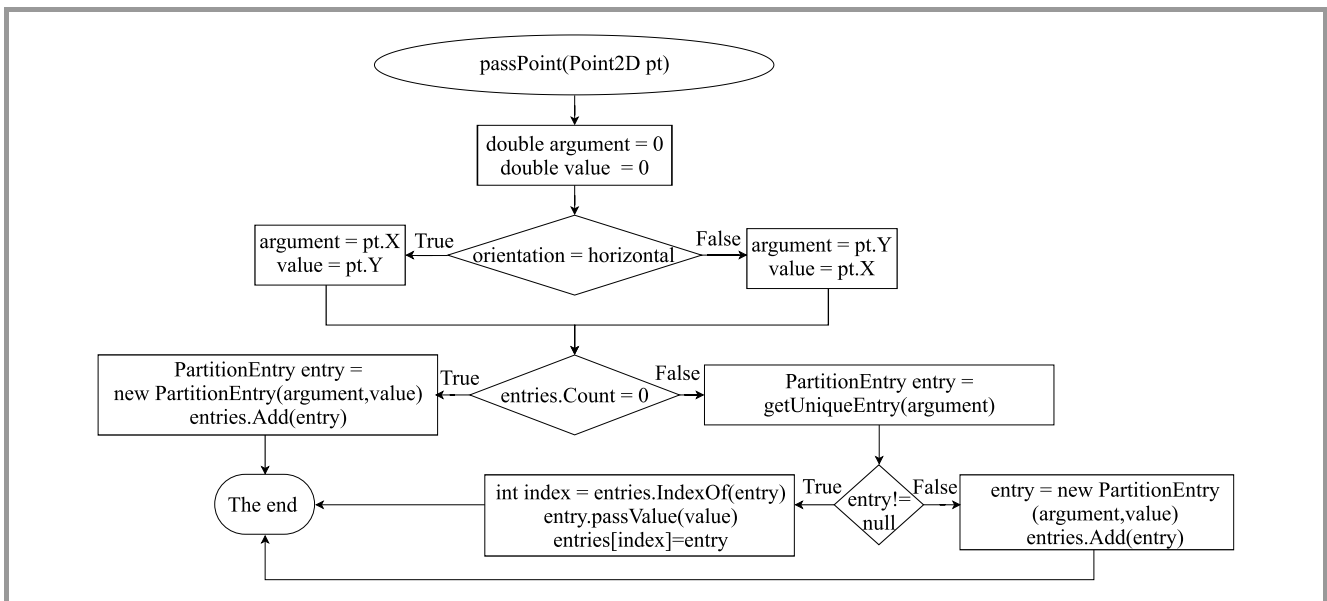 passPoint(Point2D pt)
double argument = 0
double value = 0
True
False
argument = pt.X
value = pt.Y
orientation = horizontal
argument = pt.Y
value = pt.X
PartitionEntry entry =
new PartitionEntry(argument,value)
entries.Add(entry)
True
entries.Count = 0
False
PartitionEntry entry =
getUniqueEntry(argument)
The end
int index = entries.IndexOf(entry)
entry.passValue(value)
entries[index]=entry
True
entry!=
null
False
entry = new PartitionEntry
(argument,value)
entries.Add(entry)